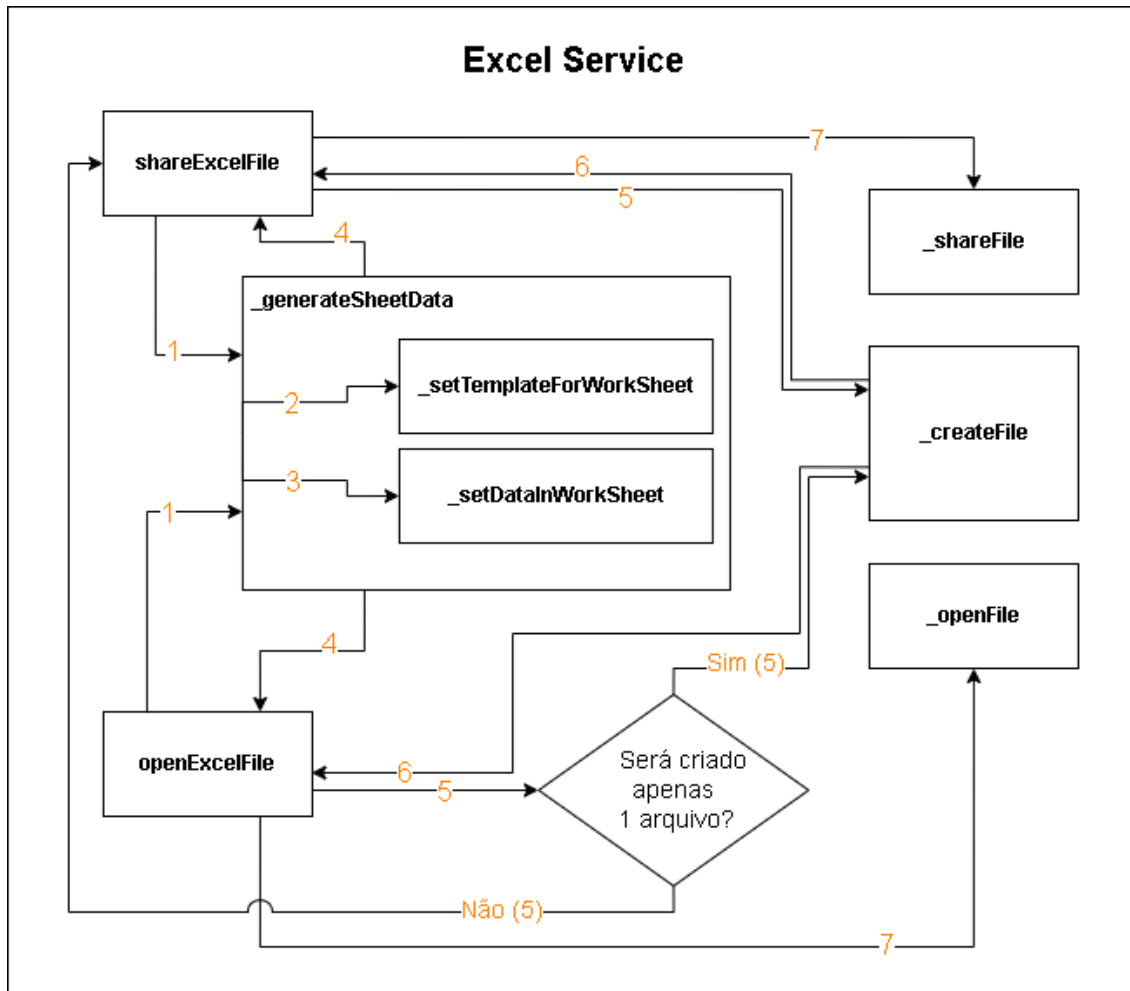 Excel Service
shareExcelFile
7
6
5
_shareFile
4
_generateSheetData
1
_setTemplateForWorkSheet
2
_createFile
3
_setDataInWorkSheet
1
_openFile
4
Sim (5)
openExcelFile
6
5
Será criado
apenas
1 arquivo?
Não (5)
7